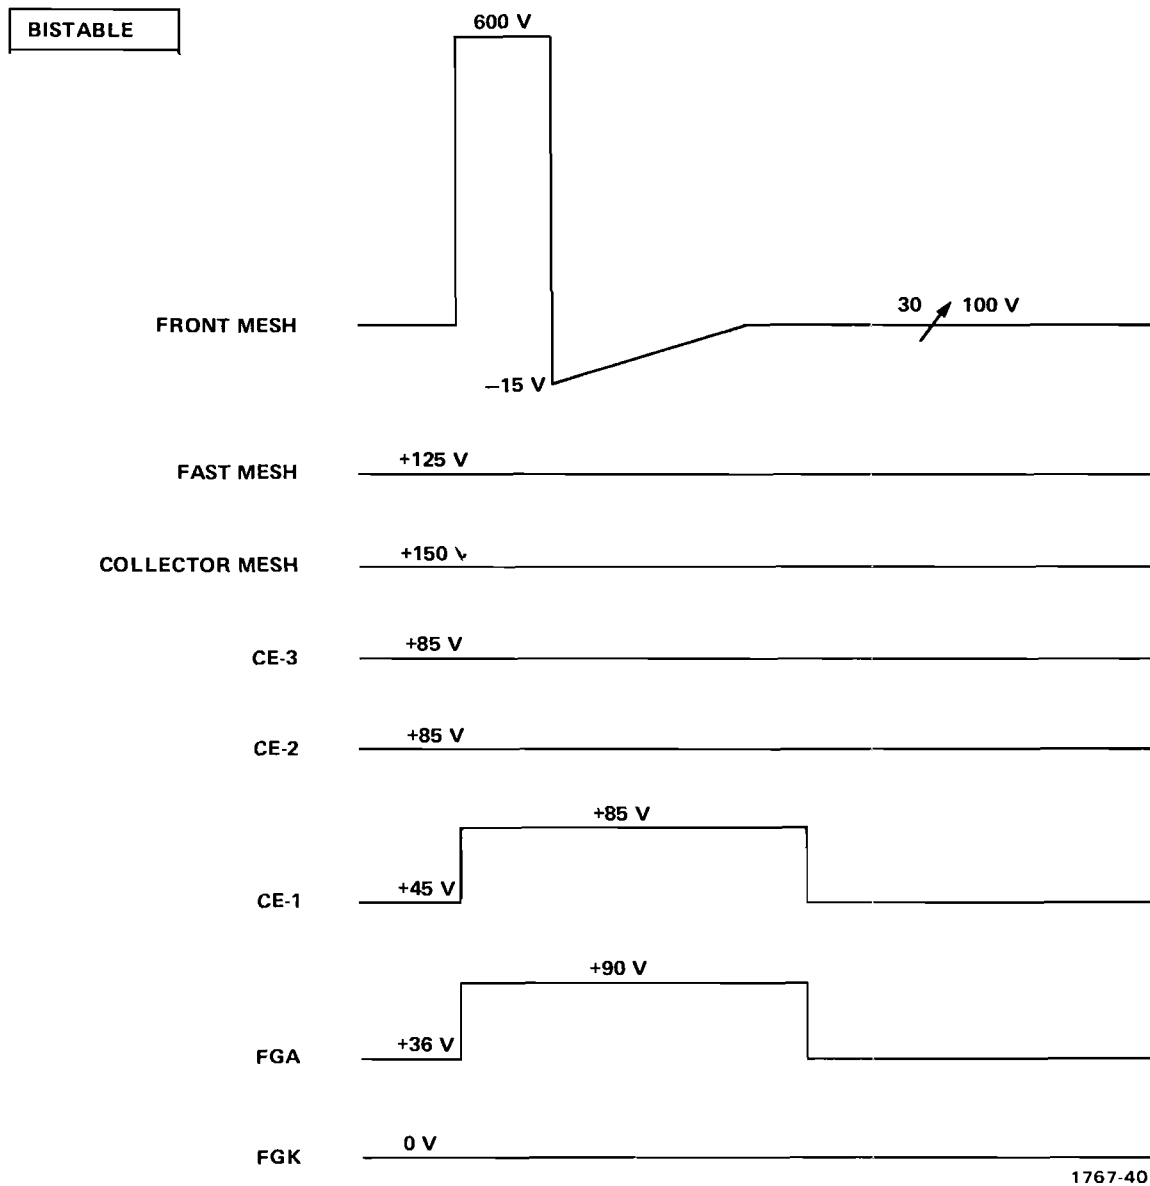 BISTABLE
600 V
FRONT MESH
30 100 V
–15 V
FAST MESH +125 V
COLLECTOR MESH +150 V
CE-3 +85 V
CE-2 +85 V
+85 V
CE-1 +45 V
+90 V
FGA +36 V
FGK 0 V
1767-40